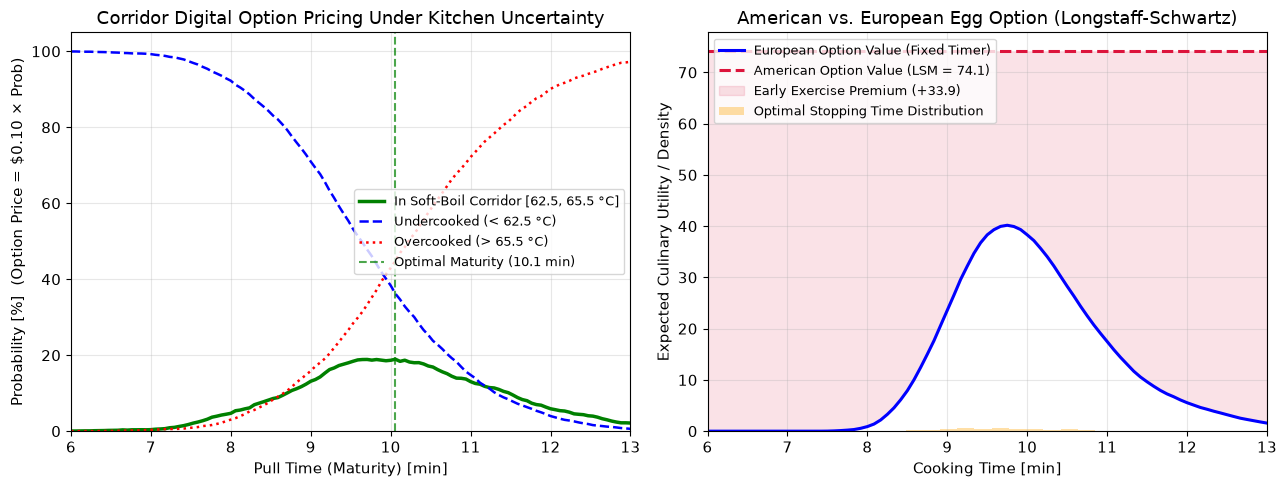 Corridor Digital Option Pricing Under Kitchen Uncertainty
Probability [%]  (Option Price = $0.10 × Prob)
100
80
60
40
20
0
In Soft-Boil Corridor [62.5, 65.5 °C]
Undercooked (< 62.5 °C)
Overcooked (> 65.5 °C)
Optimal Maturity (10.1 min)
6 7 8 9 10 11 12 13
Pull Time (Maturity) [min]
American vs. European Egg Option (Longstaff-Schwartz)
Expected Culinary Utility / Density
70
60
50
40
30
20
10
0
European Option Value (Fixed Timer)
American Option Value (LSM = 74.1)
Early Exercise Premium (+33.9)
Optimal Stopping Time Distribution
6 7 8 9 10 11 12 13
Cooking Time [min]